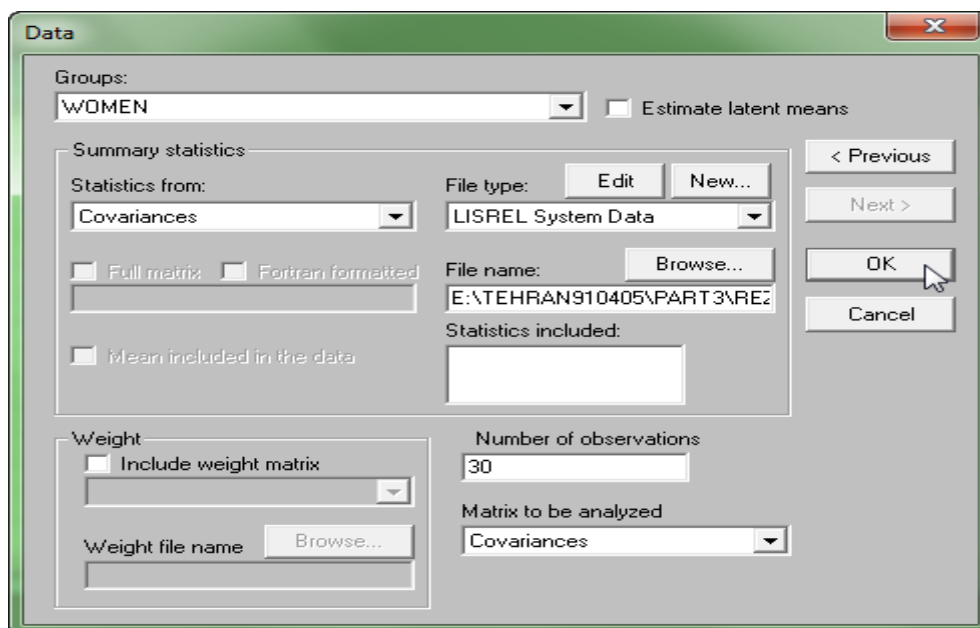 Data
Groups:
WOMEN
Estimate latent means
Summary statistics
Statistics from:
Covariances
File type:
Edit
New...
LISREL System Data
< Previous
Next >
Full matrix
Fortran formatted
File name:
Browse...
E:\TEHRAN910405\PART3\REZ
OK
Cancel
Mean included in the data
Statistics included:
Weight
Include weight matrix
Weight file name
Browse...
Number of observations
30
Matrix to be analyzed
Covariances